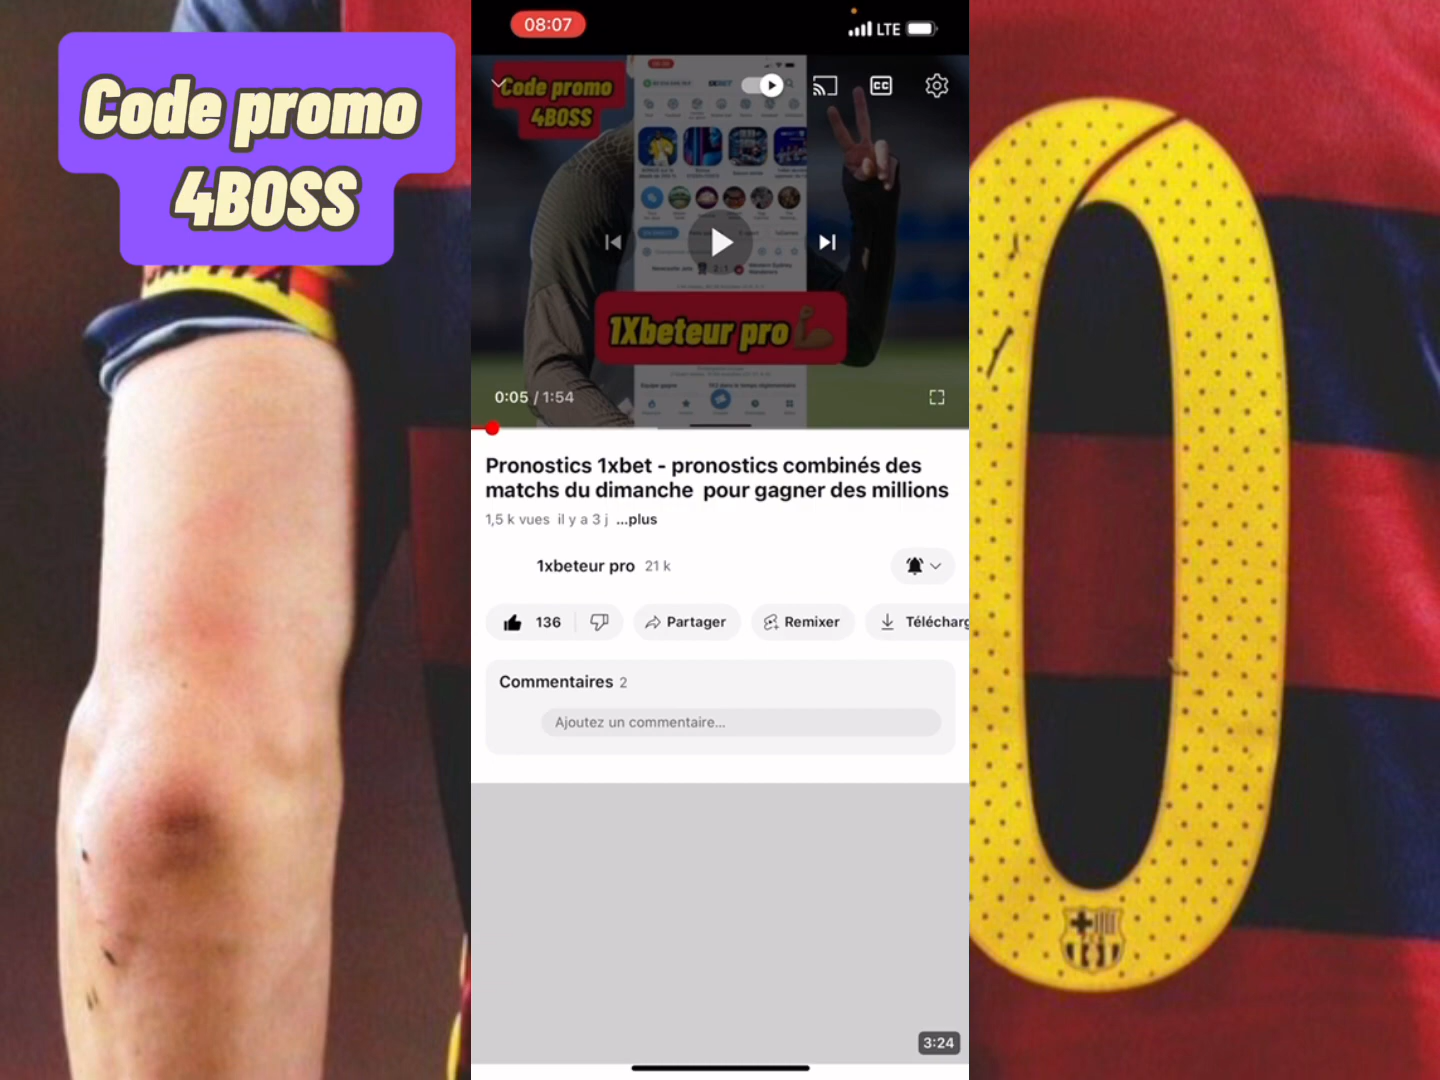 Code promo
4BOSS
08:07
LTE
Code promo
4BOSS
CC
1Xbeteur pro
0:05 / 1:54
Pronostics 1xbet - pronostics combinés des
matchs du dimanche pour gagner des millions
1,5 k vues il y a 3 j ...plus
1xbeteur pro 21 k
136
Partager
Remixer
Télécharg
Commentaires 2
Ajoutez un commentaire...
3:24